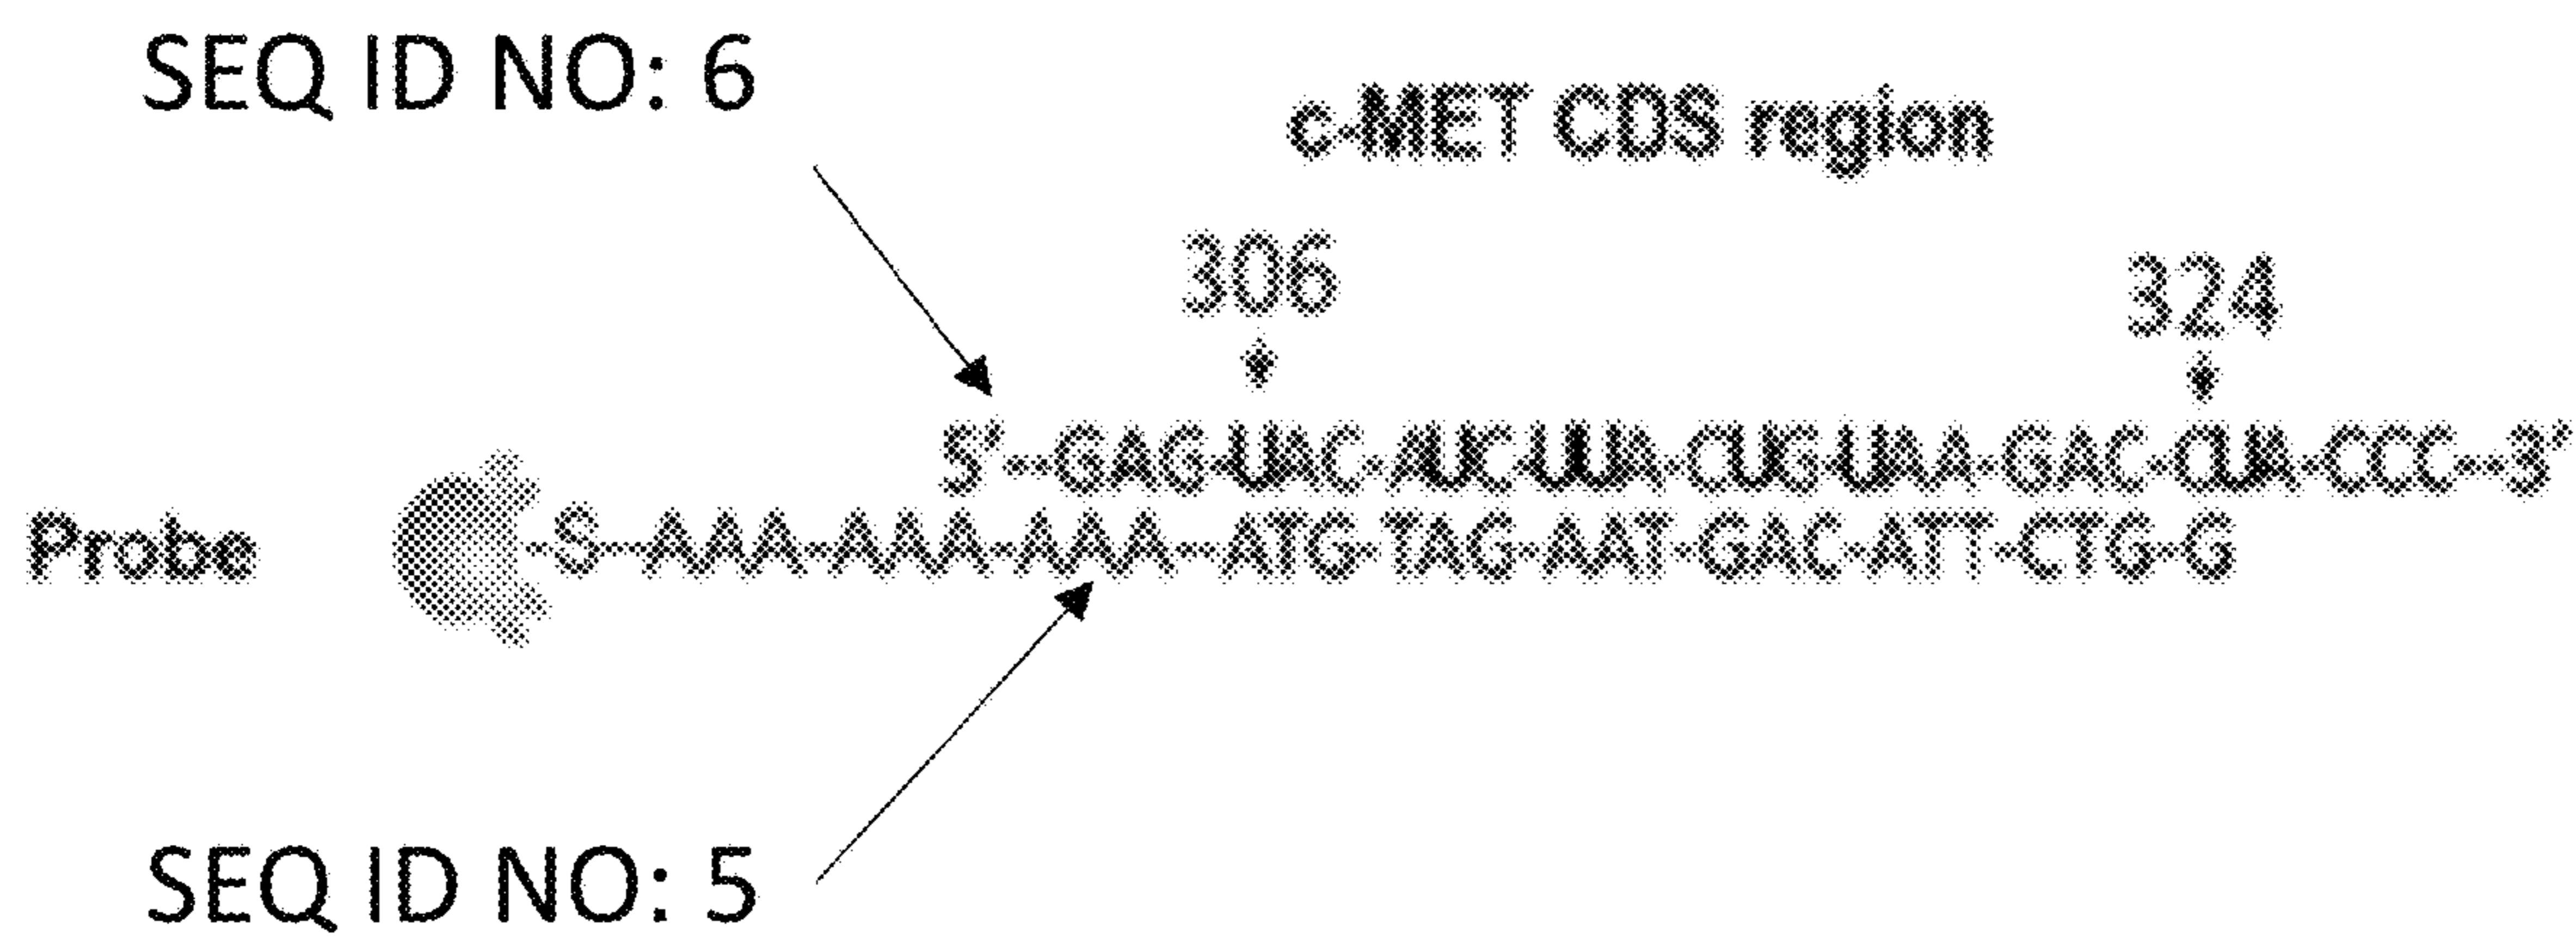 SEQ ID NO: 6
c-MET CDS region
306
324
5'--GAG-UAC-AUC-UUA-CUG-UAA-GAC-CUA-CCC--3'
Probe
-S--AAA-AAA-AAA--ATG-TAG-AAT-GAC-ATT-CTG-G
SEQ ID NO: 5